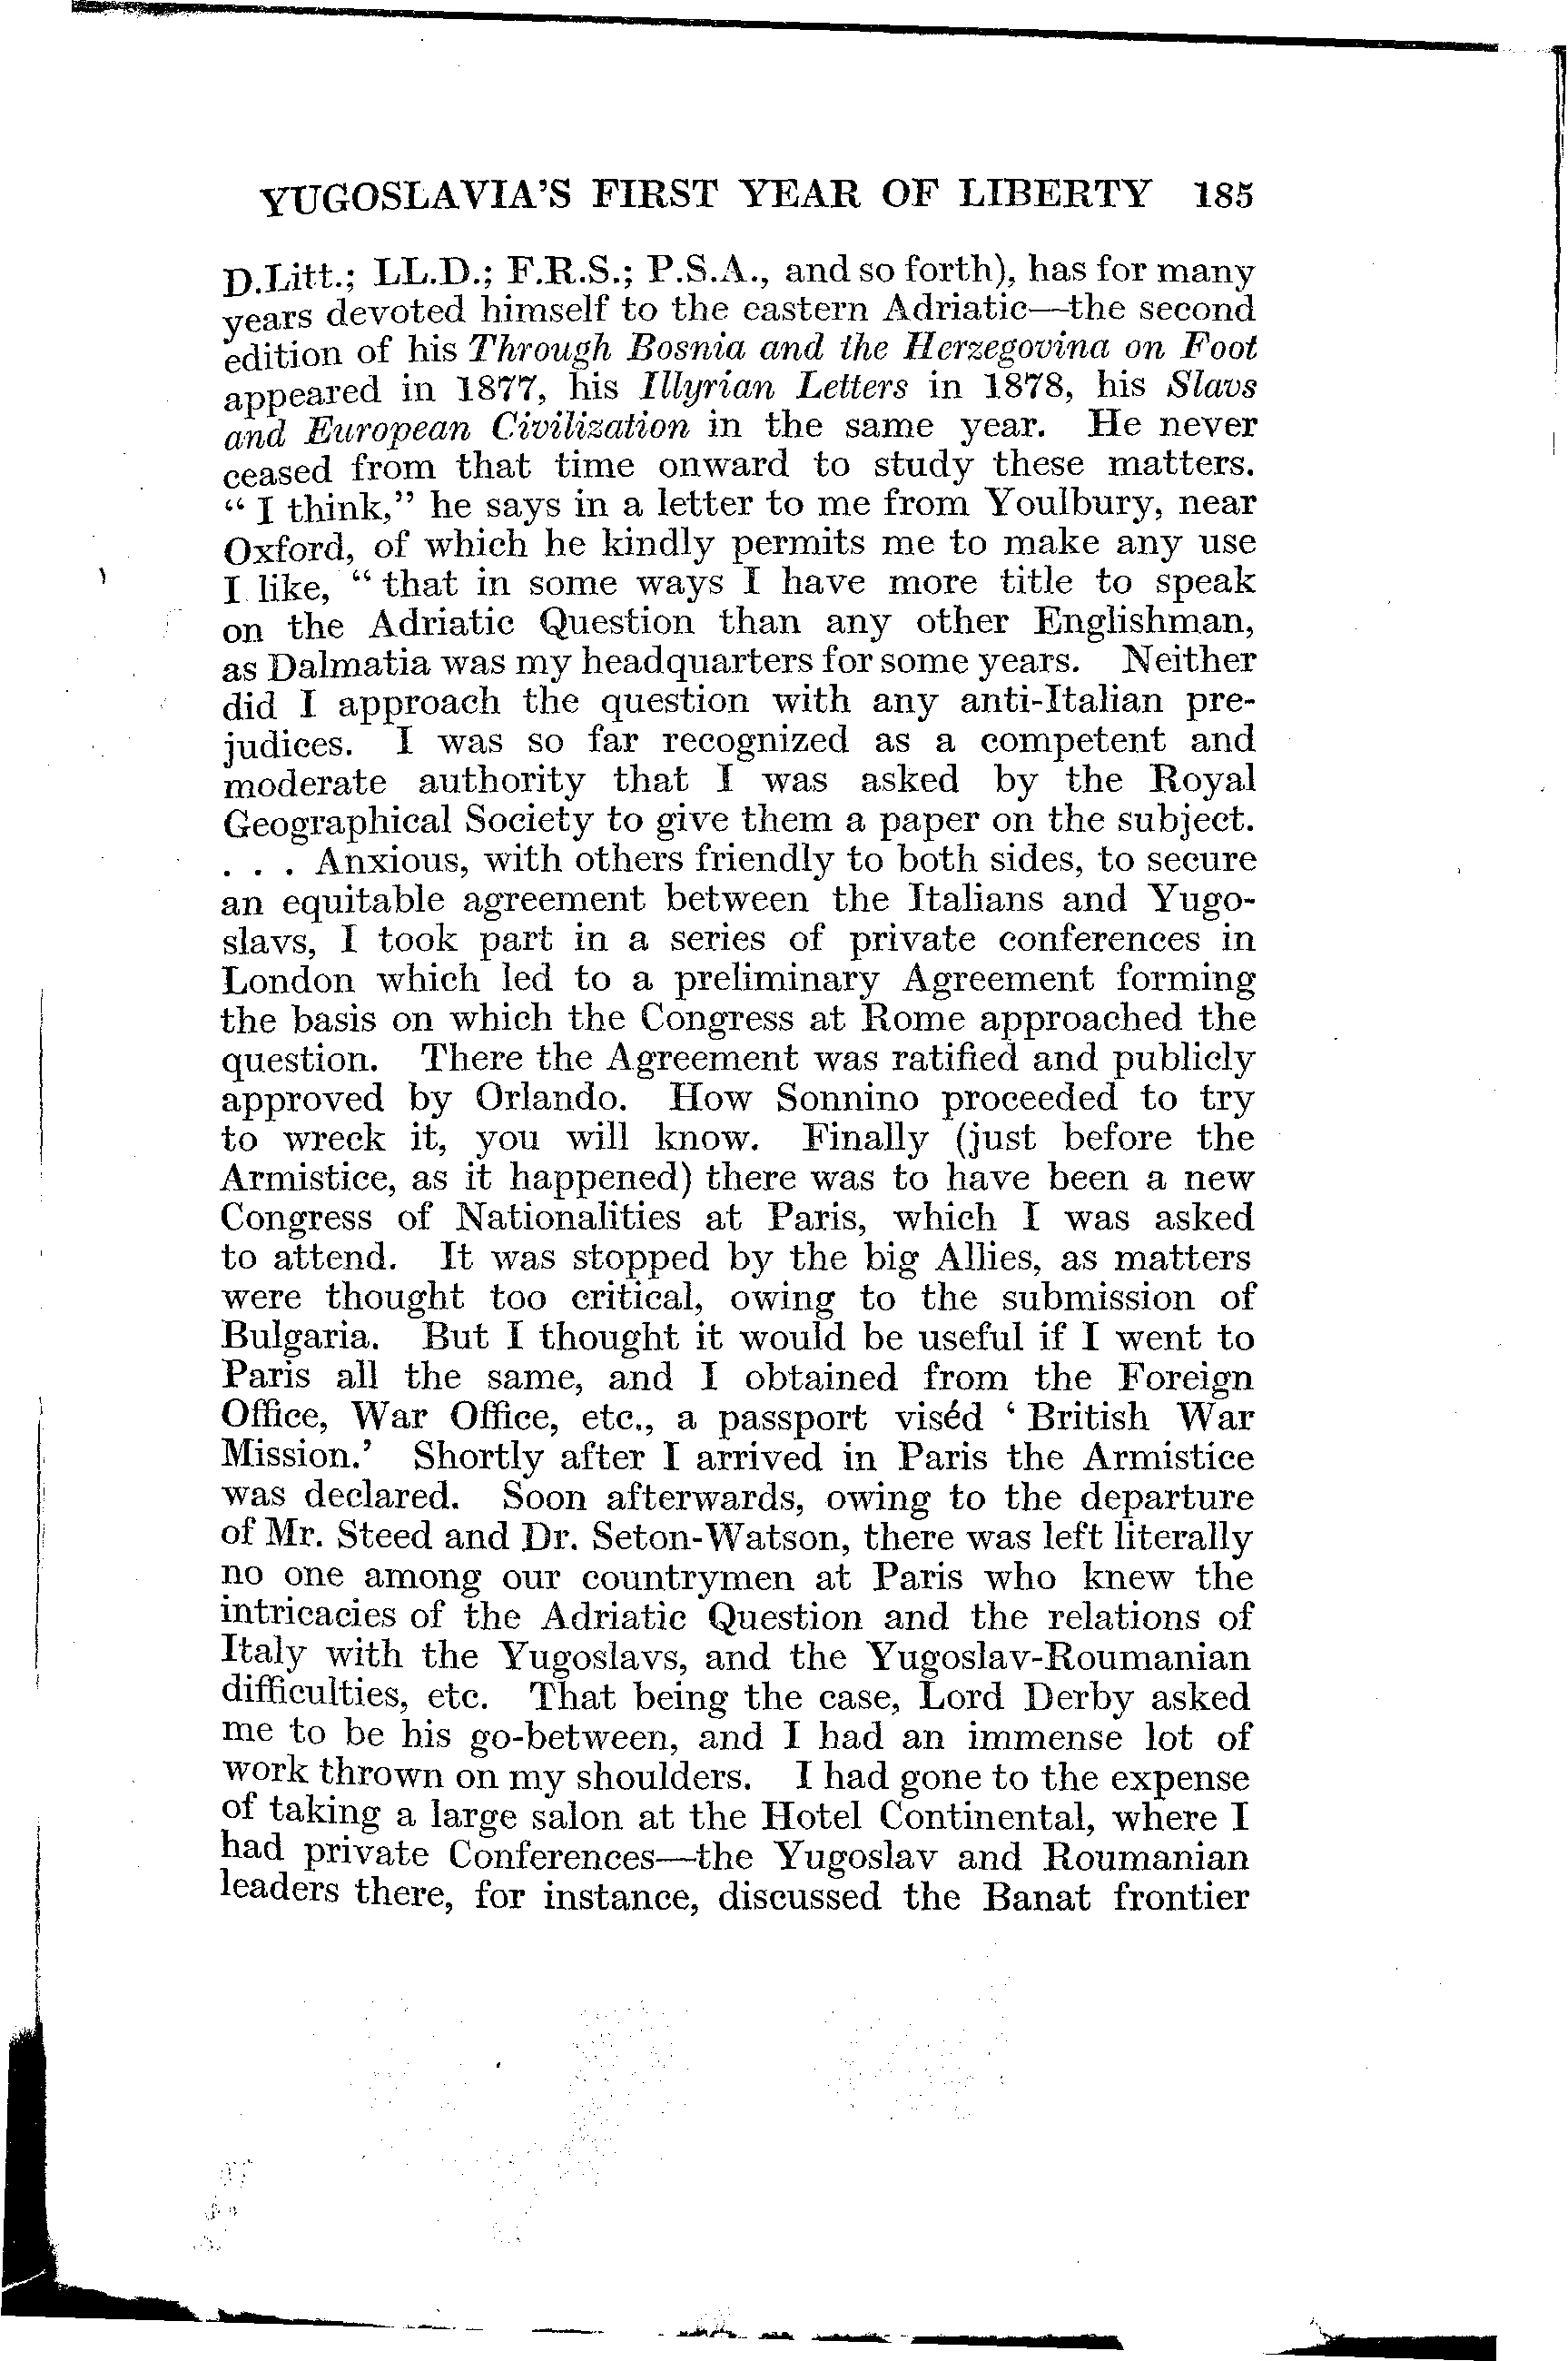 YUGOSLAVIA'S FIRST YEAR OF LIBERTY 185
D.Litt.; LL.D.; F.R.S.; P.S.A., and so forth), has for many
years devoted himself to the eastern Adriatic—the second
edition of his Through Bosnia and the Herzegovina on Foot
appeared in 1877, his Illyrian Letters in 1878, his Slavs
and European Civilization in the same year. He never
ceased from that time onward to study these matters.
“ I think,” he says in a letter to me from Youlbury, near
Oxford, of which he kindly permits me to make any use
I like, “ that in some ways I have more title to speak
on the Adriatic Question than any other Englishman,
as Dalmatia was my headquarters for some years. Neither
did I approach the question with any anti-Italian pre-
judices. I was so far recognized as a competent and
moderate authority that I was asked by the Royal
Geographical Society to give them a paper on the subject.
. . . Anxious, with others friendly to both sides, to secure
an equitable agreement between the Italians and Yugo-
slavs, I took part in a series of private conferences in
London which led to a preliminary Agreement forming
the basis on which the Congress at Rome approached the
question. There the Agreement was ratified and publicly
approved by Orlando. How Sonnino proceeded to try
to wreck it, you will know. Finally (just before the
Armistice, as it happened) there was to have been a new
Congress of Nationalities at Paris, which I was asked
to attend. It was stopped by the big Allies, as matters
were thought too critical, owing to the submission of
Bulgaria. But I thought it would be useful if I went to
Paris all the same, and I obtained from the Foreign
Office, War Office, etc., a passport viséd ‘ British War
Mission.’ Shortly after I arrived in Paris the Armistice
was declared. Soon afterwards, owing to the departure
of Mr. Steed and Dr. Seton-Watson, there was left literally
no one among our countrymen at Paris who knew the
intricacies of the Adriatic Question and the relations of
Italy with the Yugoslavs, and the Yugoslav-Roumanian
difficulties, etc. That being the case, Lord Derby asked
me to be his go-between, and I had an immense lot of
work thrown on my shoulders. I had gone to the expense
of taking a large salon at the Hotel Continental, where I
had private Conferences—the Yugoslav and Roumanian
leaders there, for instance, discussed the Banat frontier